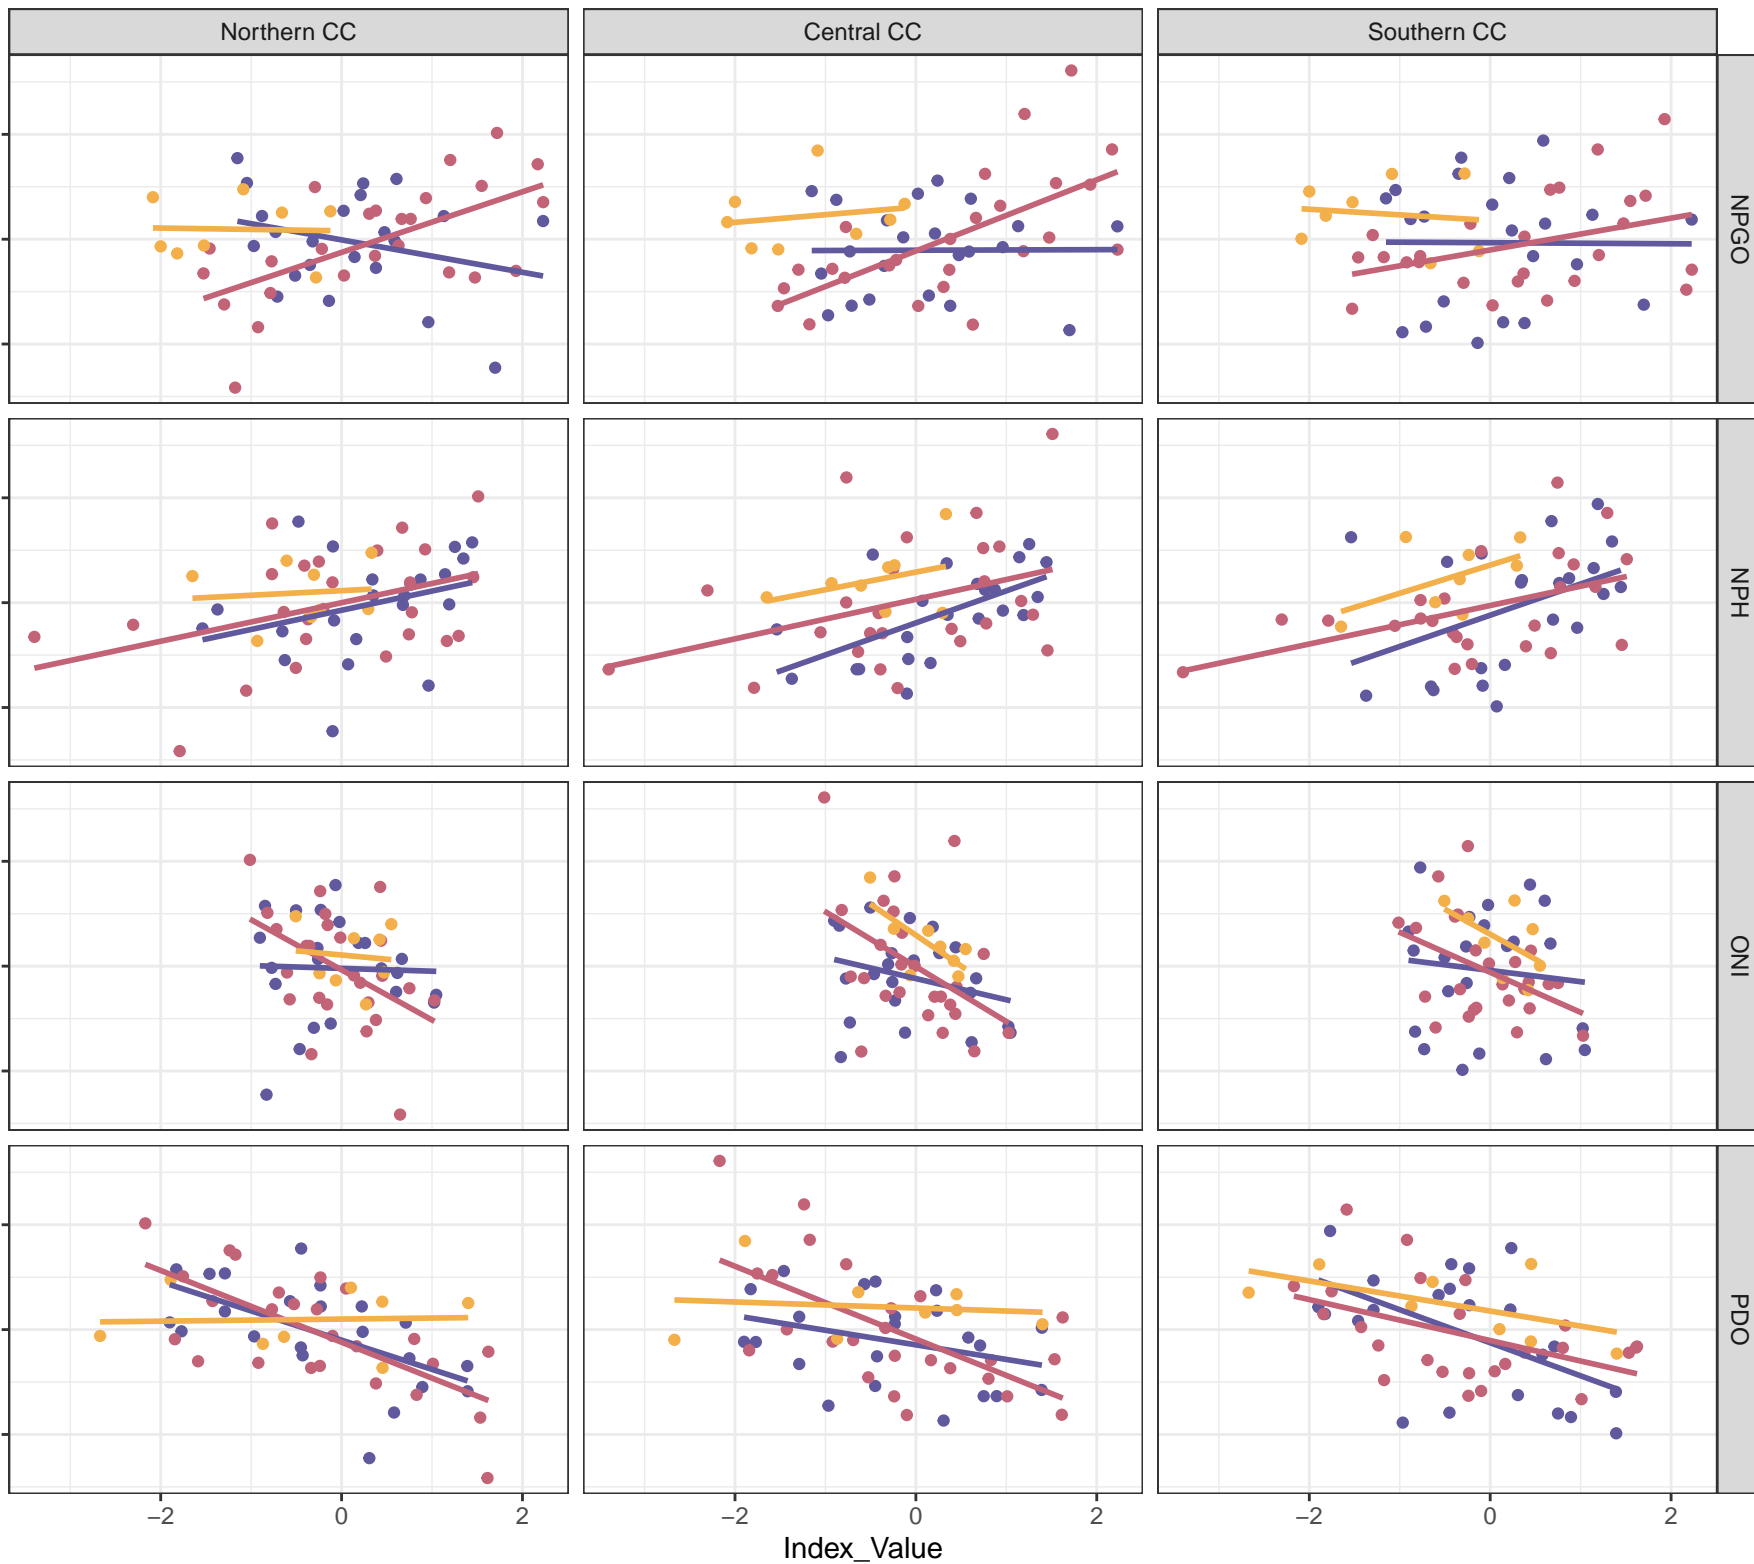 Northern CC
Central CC
Southern CC
NPGO
NPH
ONI
PDO
−2 0 2 −2 0 2 −2 0 2
Index_Value